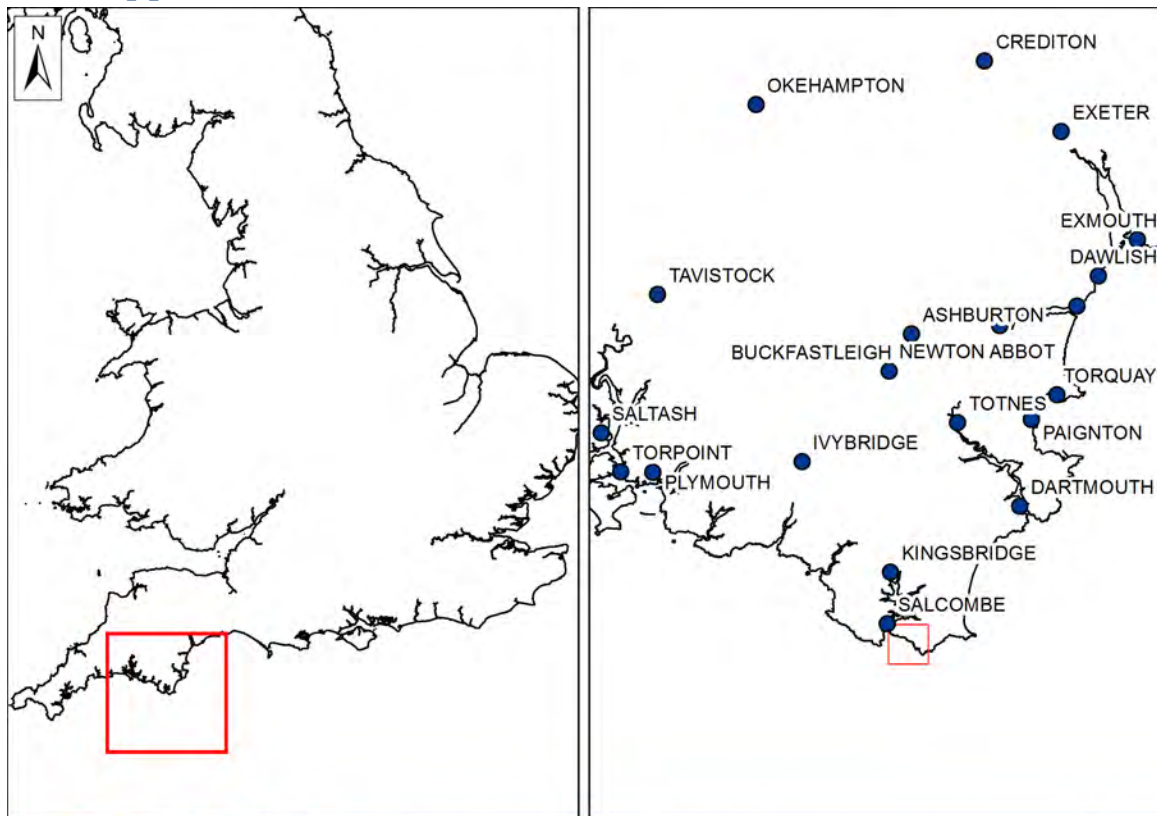 N
CREDITON
OKEHAMPTON
EXETER
EXMOUTH
DAWLISH
TAVISTOCK
ASHBURTON
BUCKFASTLEIGH NEWTON ABBOT
TORQUAY
TOTNES
SALTASH
PAIGNTON
IVYBRIDGE
TORPOINT
PLYMOUTH
DARTMOUTH
KINGSBRIDGE
SALCOMBE